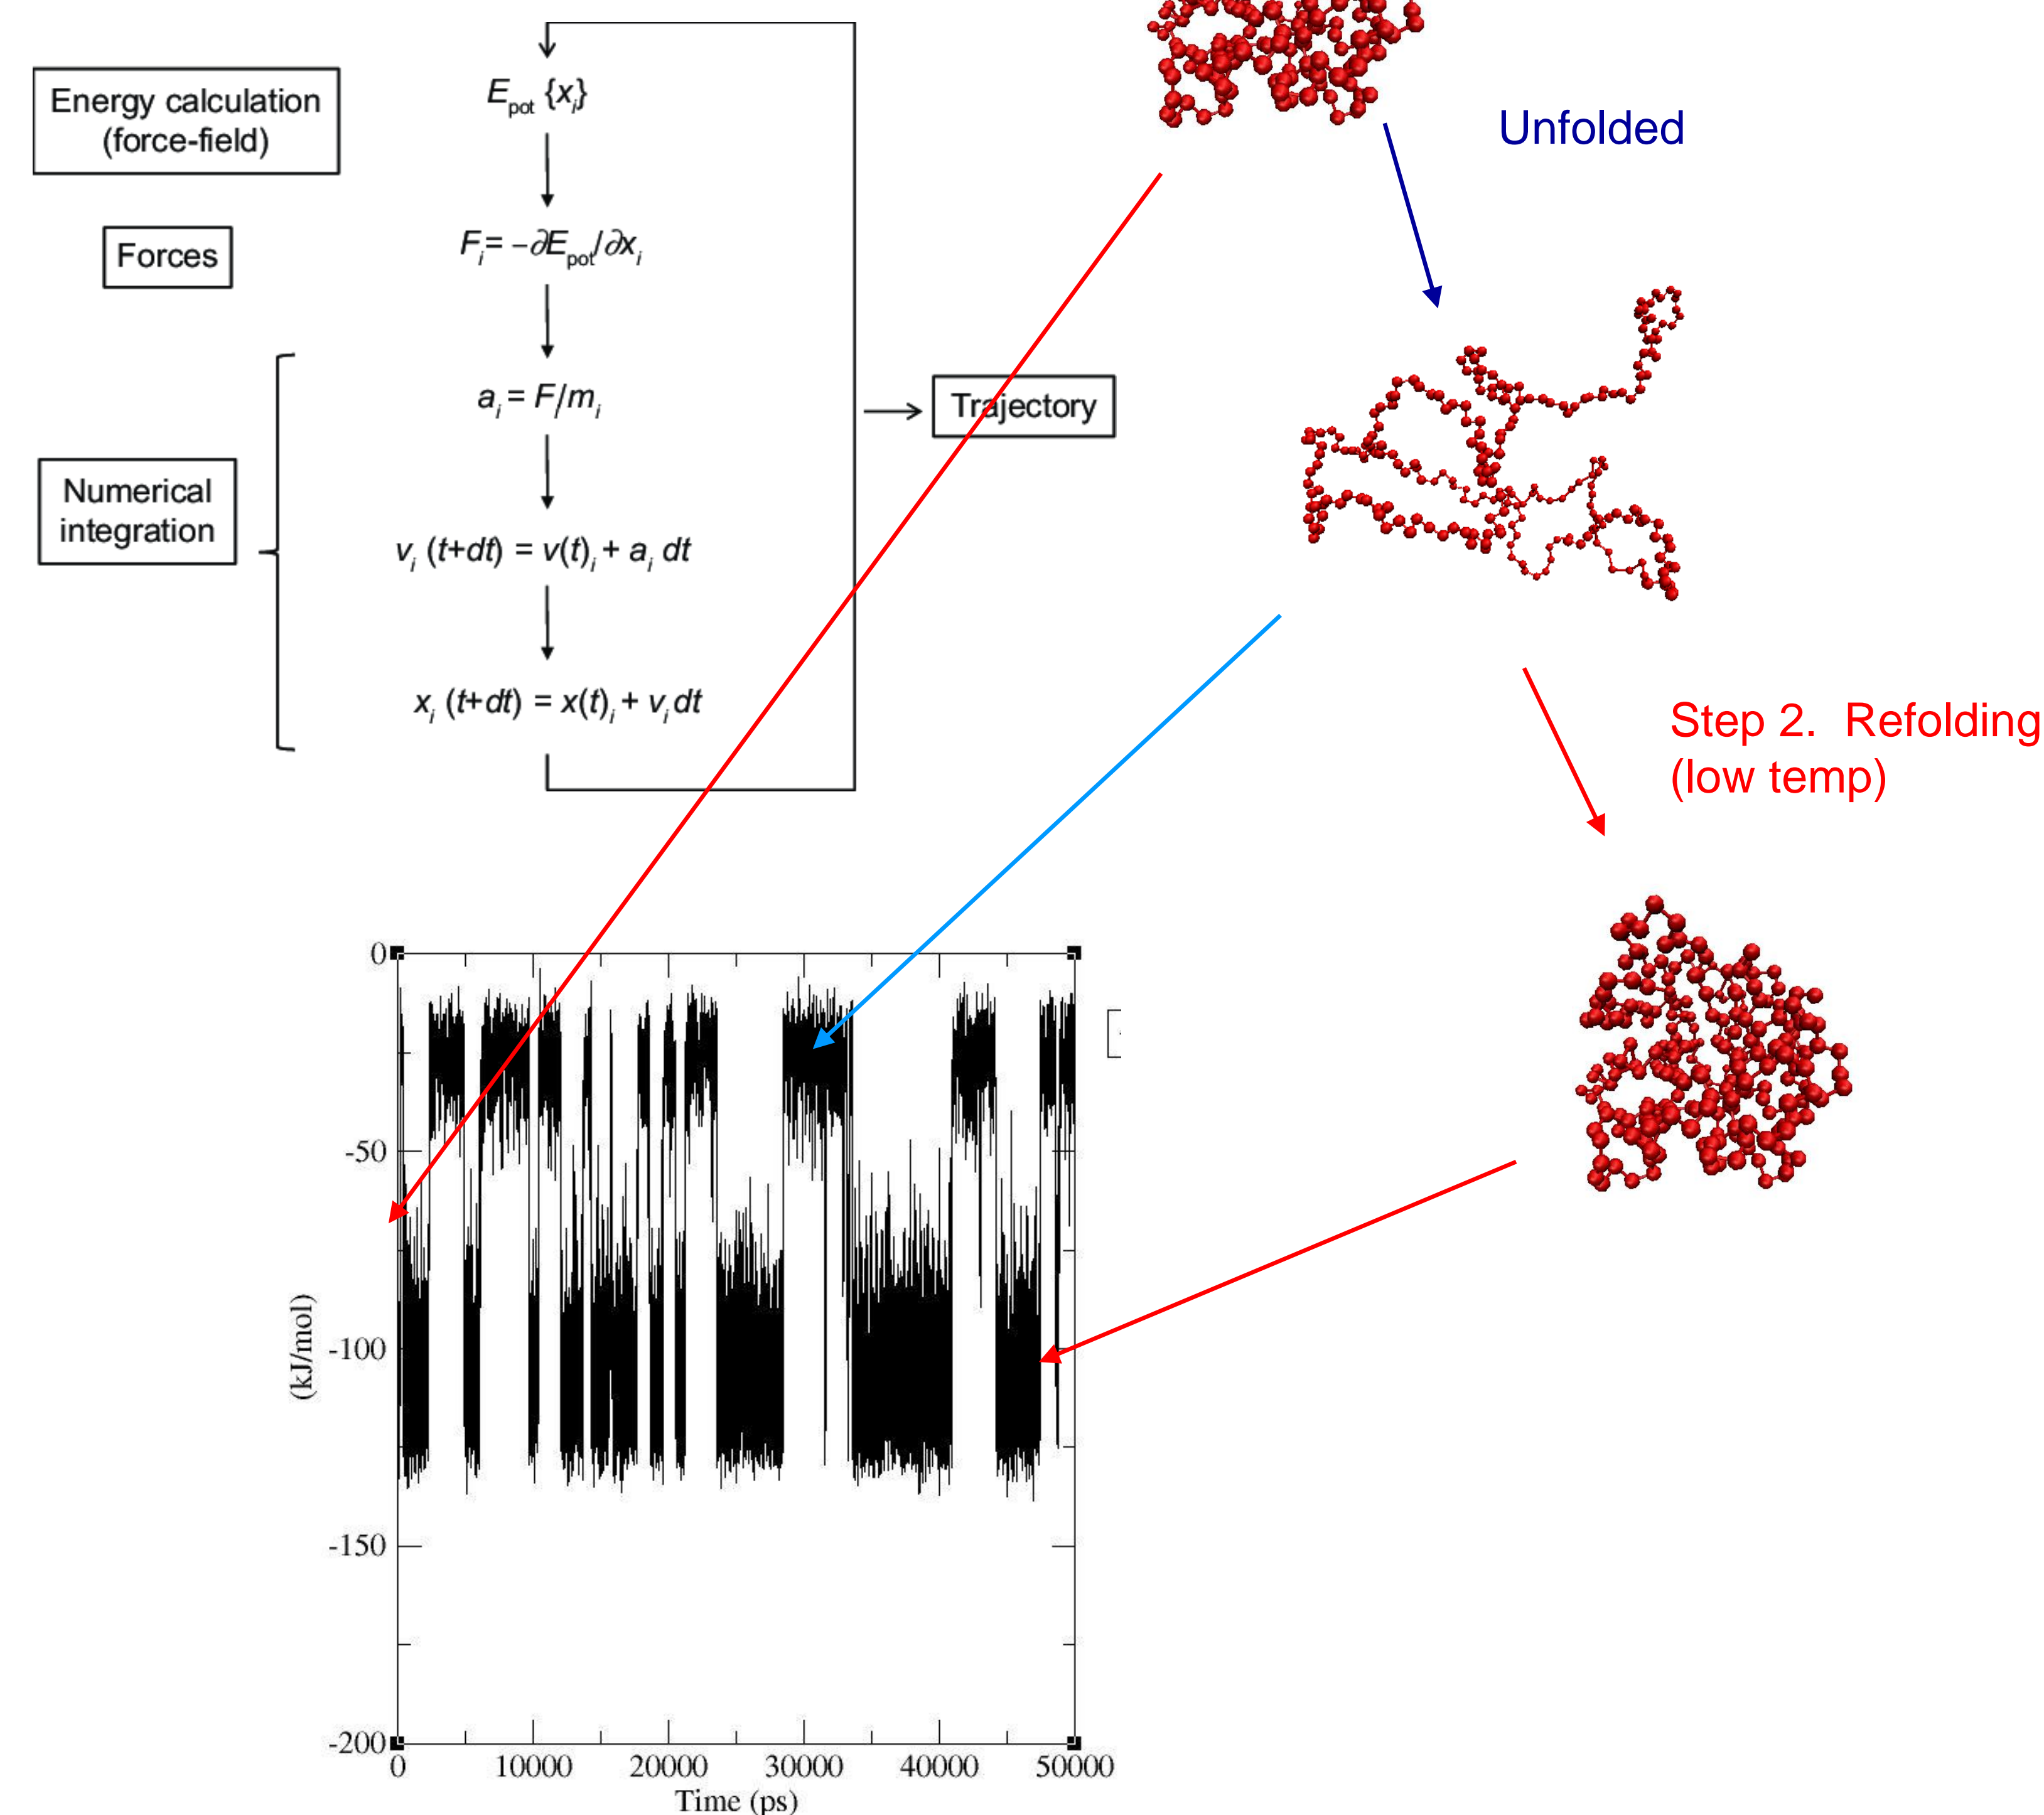 Energy calculation
(force-field)
Forces
Numerical
integration
E_pot {x_i}
F_i = −∂E_pot/∂x_i
a_i = F/m_i
v_i (t+dt) = v(t)_i + a_i dt
x_i (t+dt) = x(t)_i + v_i dt
Trajectory
Unfolded
Step 2. Refolding
(low temp)
0
-50
-100
-150
-200
(kJ/mol)
0 10000 20000 30000 40000 50000
Time (ps)